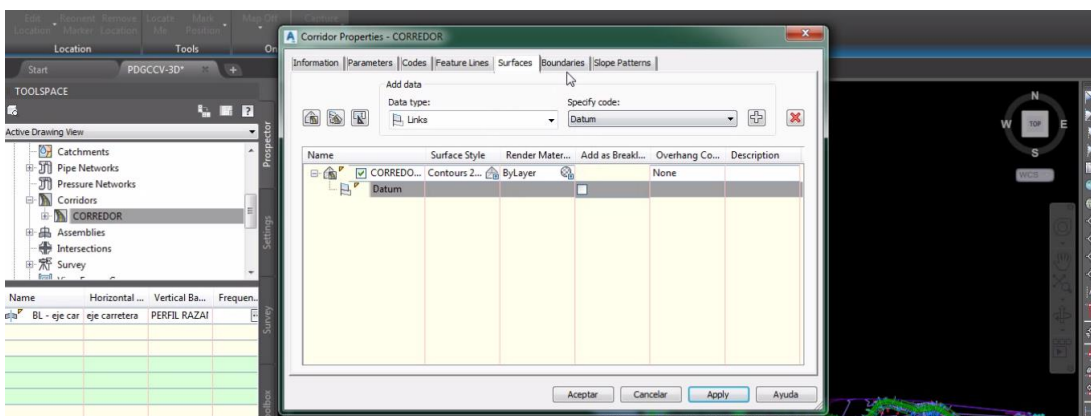 Edit Reorient Remove Locate Mark Map Off Capture
Location Marker Location Me Position
Location Tools On
Corridor Properties - CORREDOR
Start PDGCCV-3D* +
Information Parameters Codes Feature Lines Surfaces Boundaries Slope Patterns
TOOLSPACE
Add data
Data type: Specify code:
Links Datum
Active Drawing View
Catchments
Pipe Networks
Pressure Networks
Corridors
CORREDOR
Assemblies
Intersections
Survey
Prospector
Settings
Survey
Name Surface Style Render Mater... Add as Breakl... Overhang Co... Description
CORREDO... Contours 2... ByLayer None
Datum
Name Horizontal ... Vertical Ba... Frequen..
BL - eje car eje carretera PERFIL RAZAI
Aceptar Cancelar Apply Ayuda
N
W TOP E
S
WCS